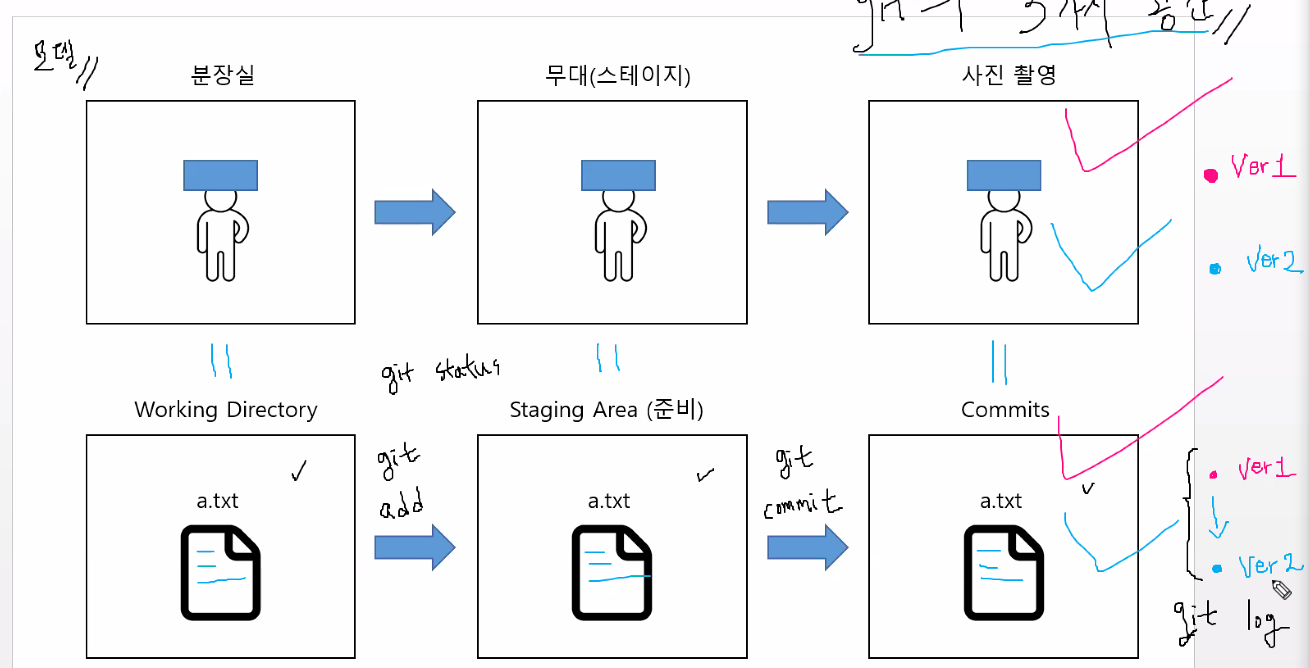 git의 3가지 공간
모델
분장실
무대(스테이지)
사진 촬영
Ver1
Ver2
git status
Working Directory
Staging Area (준비)
Commits
git add
git commit
a.txt
a.txt
a.txt
Ver1
Ver2
git log